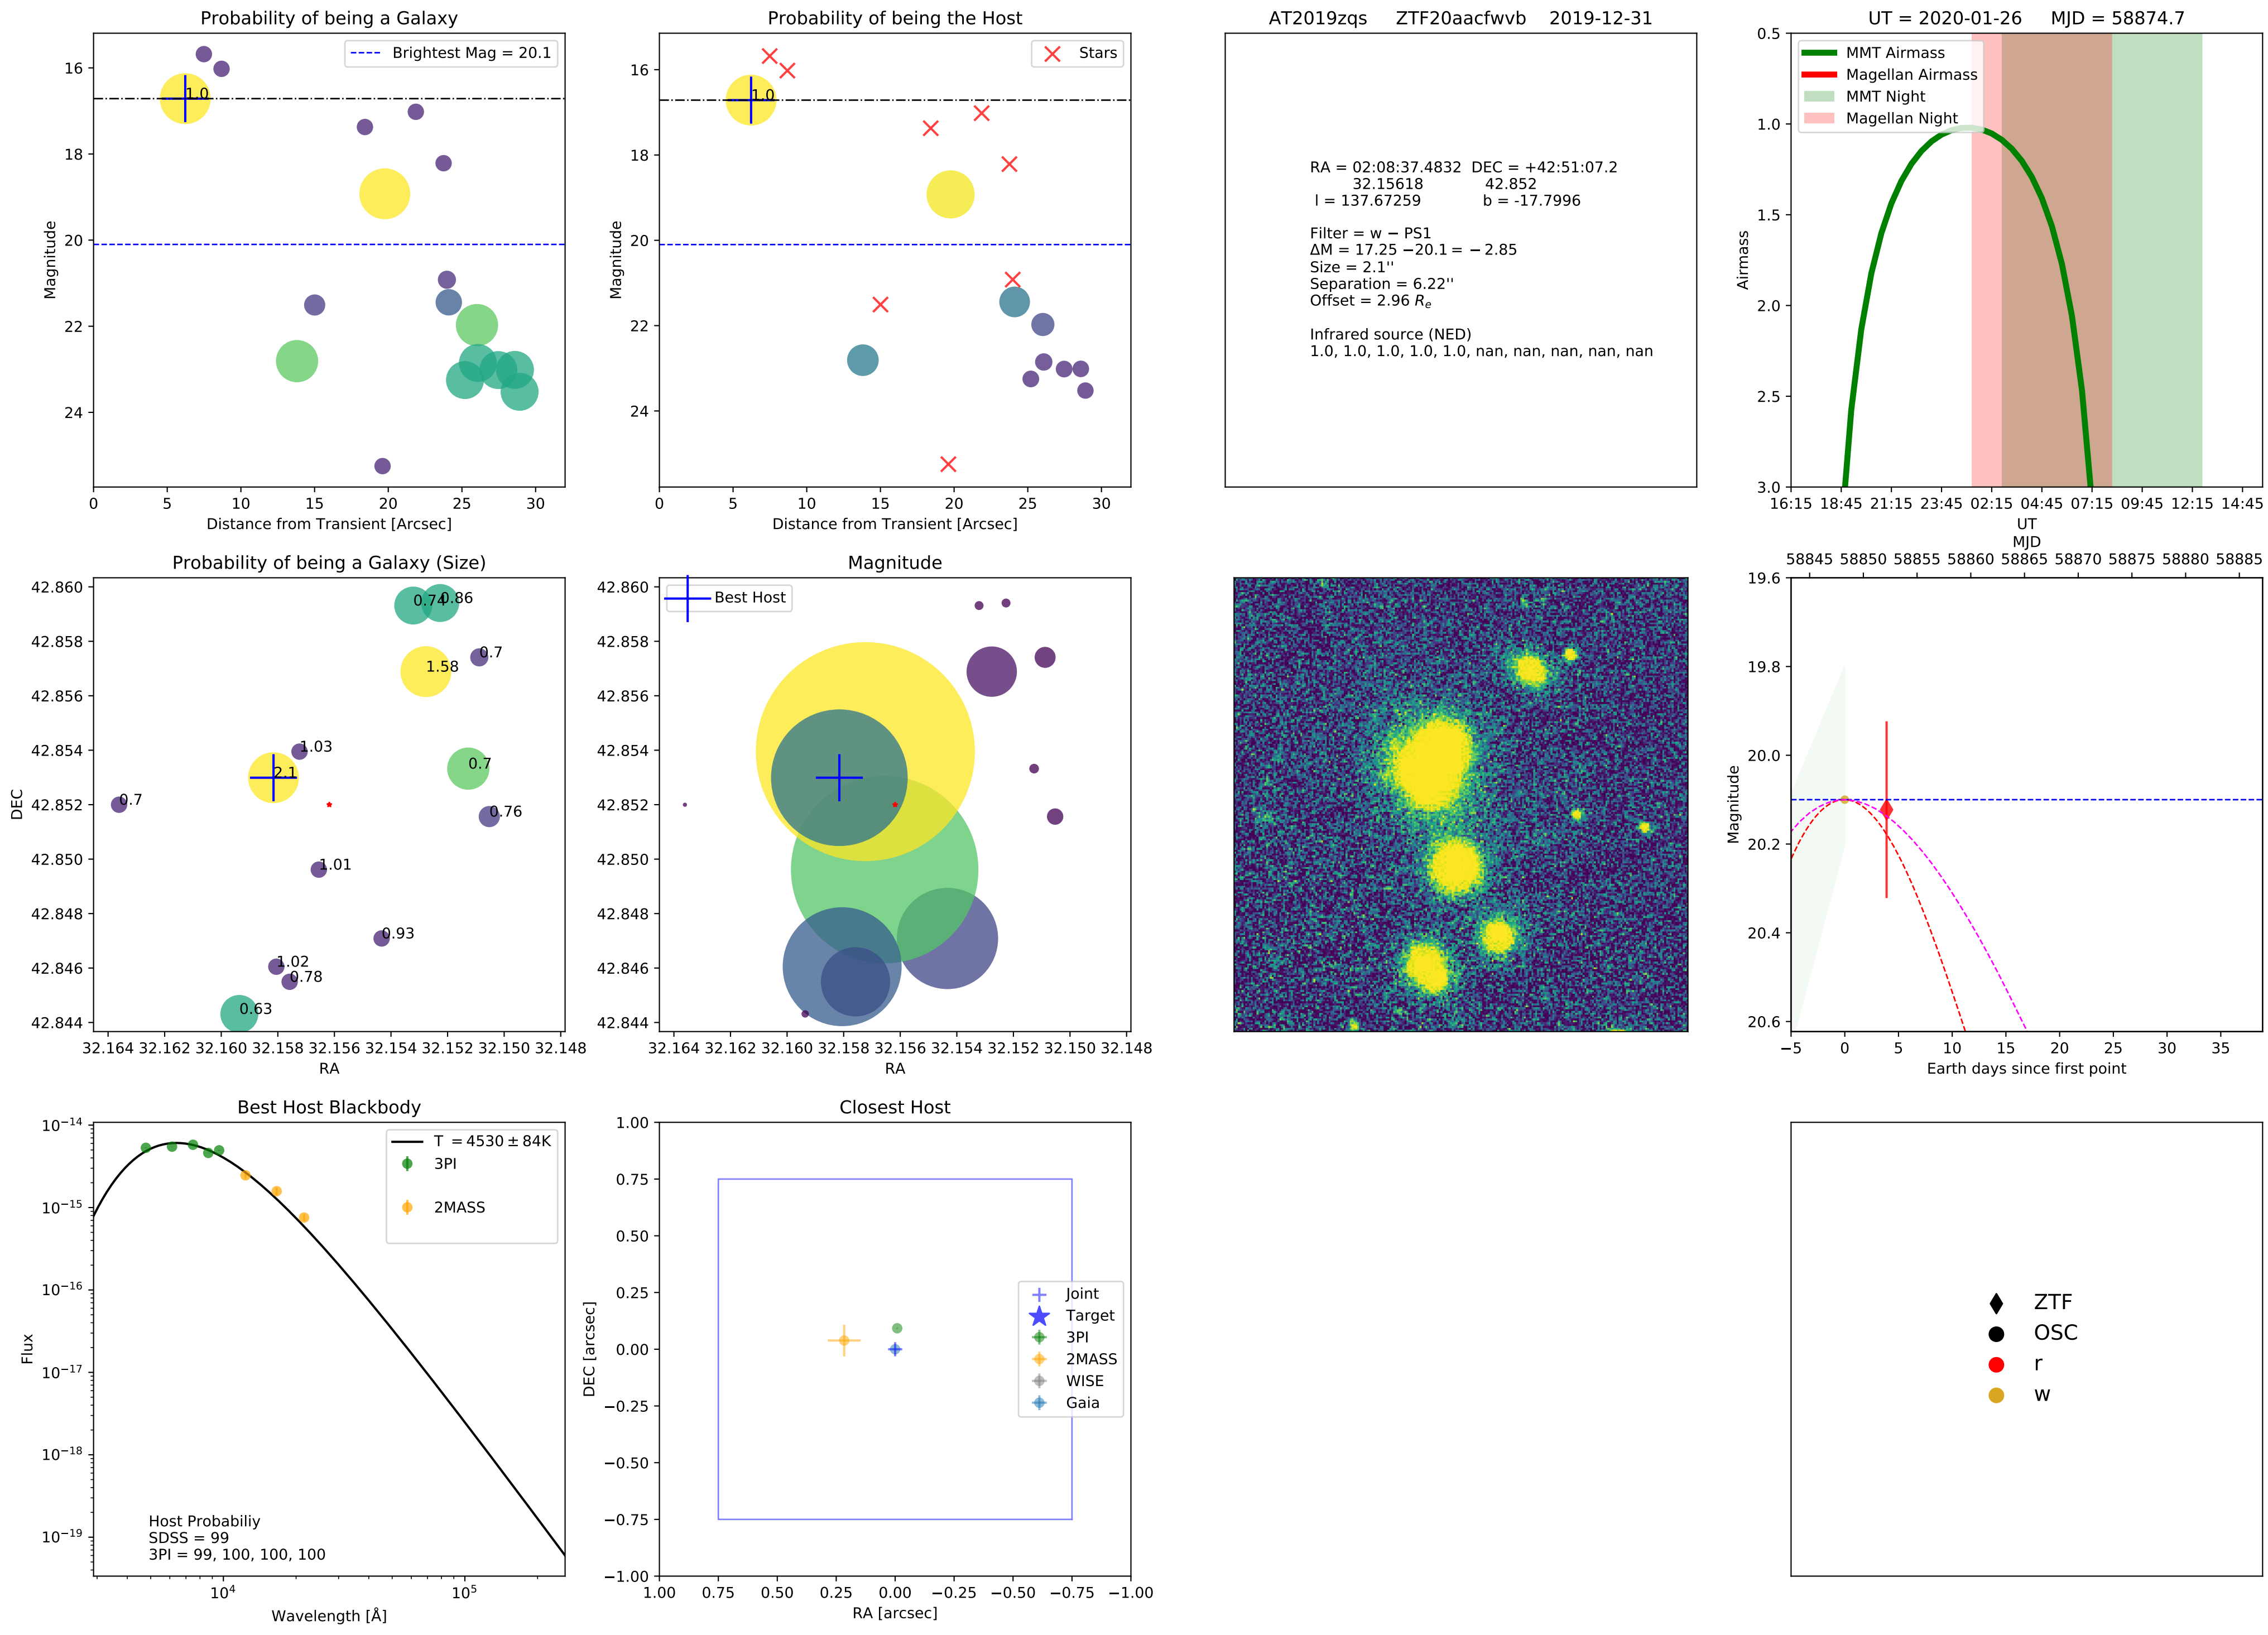 Probability of being a Galaxy
Brightest Mag = 20.1
1.0
16
18
20
22
24
Magnitude
0 5 10 15 20 25 30
Distance from Transient [Arcsec]
Probability of being the Host
Stars
1.0
16
18
20
22
24
Magnitude
0 5 10 15 20 25 30
Distance from Transient [Arcsec]
AT2019zqs ZTF20aacfwvb 2019-12-31
RA = 02:08:37.4832 DEC = +42:51:07.2
32.15618 42.852
l = 137.67259 b = -17.7996
Filter = w − PS1
ΔM = 17.25 −20.1 = −2.85
Size = 2.1''
Separation = 6.22''
Offset = 2.96 Re
Infrared source (NED)
1.0, 1.0, 1.0, 1.0, 1.0, nan, nan, nan, nan, nan
UT = 2020-01-26 MJD = 58874.7
MMT Airmass
Magellan Airmass
MMT Night
Magellan Night
0.5
1.0
1.5
2.0
2.5
3.0
Airmass
16:15 18:45 21:15 23:45 02:15 04:45 07:15 09:45 12:15 14:45
UT
Probability of being a Galaxy (Size)
0.74
0.86
0.7
1.58
1.03
0.7
2.1
0.7
0.76
1.01
0.93
1.02
0.78
0.63
42.860
42.858
42.856
42.854
42.852
42.850
42.848
42.846
42.844
DEC
32.164 32.162 32.160 32.158 32.156 32.154 32.152 32.150 32.148
RA
Magnitude
Best Host
42.860
42.858
42.856
42.854
42.852
42.850
42.848
42.846
42.844
32.164 32.162 32.160 32.158 32.156 32.154 32.152 32.150 32.148
RA
MJD
58845 58850 58855 58860 58865 58870 58875 58880 58885
19.6
19.8
20.0
20.2
20.4
20.6
Magnitude
−5 0 5 10 15 20 25 30 35
Earth days since first point
Best Host Blackbody
T = 4530 ± 84K
3PI
2MASS
10−14
10−15
10−16
10−17
10−18
10−19
Flux
Host Probabiliy
SDSS = 99
3PI = 99, 100, 100, 100
10^4 10^5
Wavelength [Å]
Closest Host
1.00
0.75
0.50
0.25
0.00
−0.25
−0.50
−0.75
−1.00
DEC [arcsec]
Joint
Target
3PI
2MASS
WISE
Gaia
1.00 0.75 0.50 0.25 0.00 −0.25 −0.50 −0.75 −1.00
RA [arcsec]
ZTF
OSC
r
w